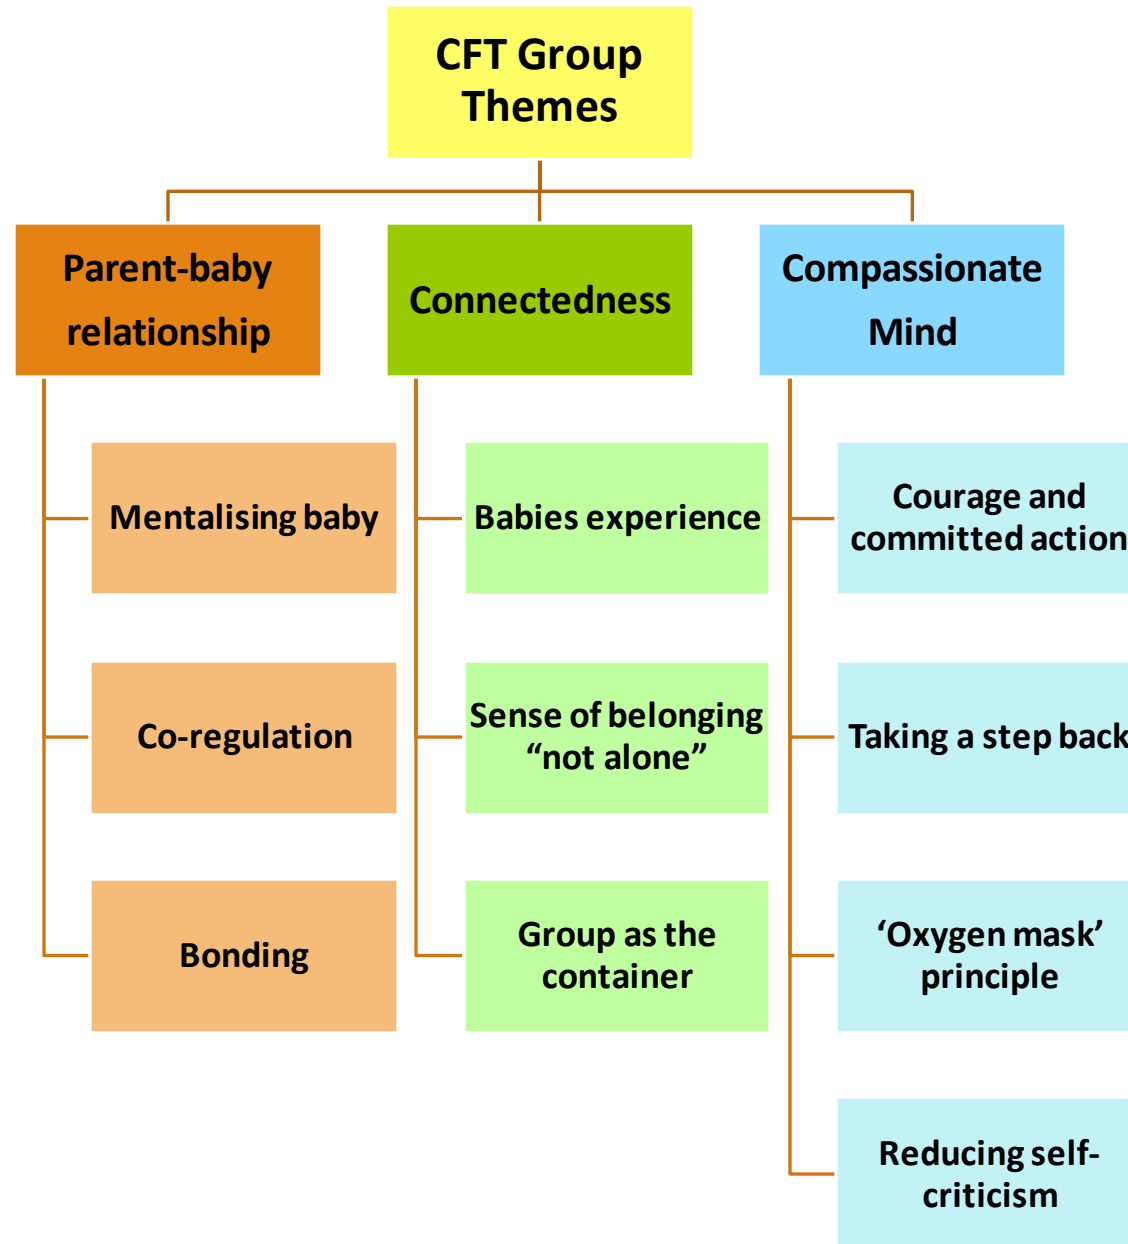 CFT Group
Themes
Parent-baby
relationship
Mentalising baby
Co-regulation
Bonding
Connectedness
Babies experience
Sense of belonging
“not alone”
Group as the
container
Compassionate
Mind
Courage and
committed action
Taking a step back
‘Oxygen mask’
principle
Reducing self-
criticism